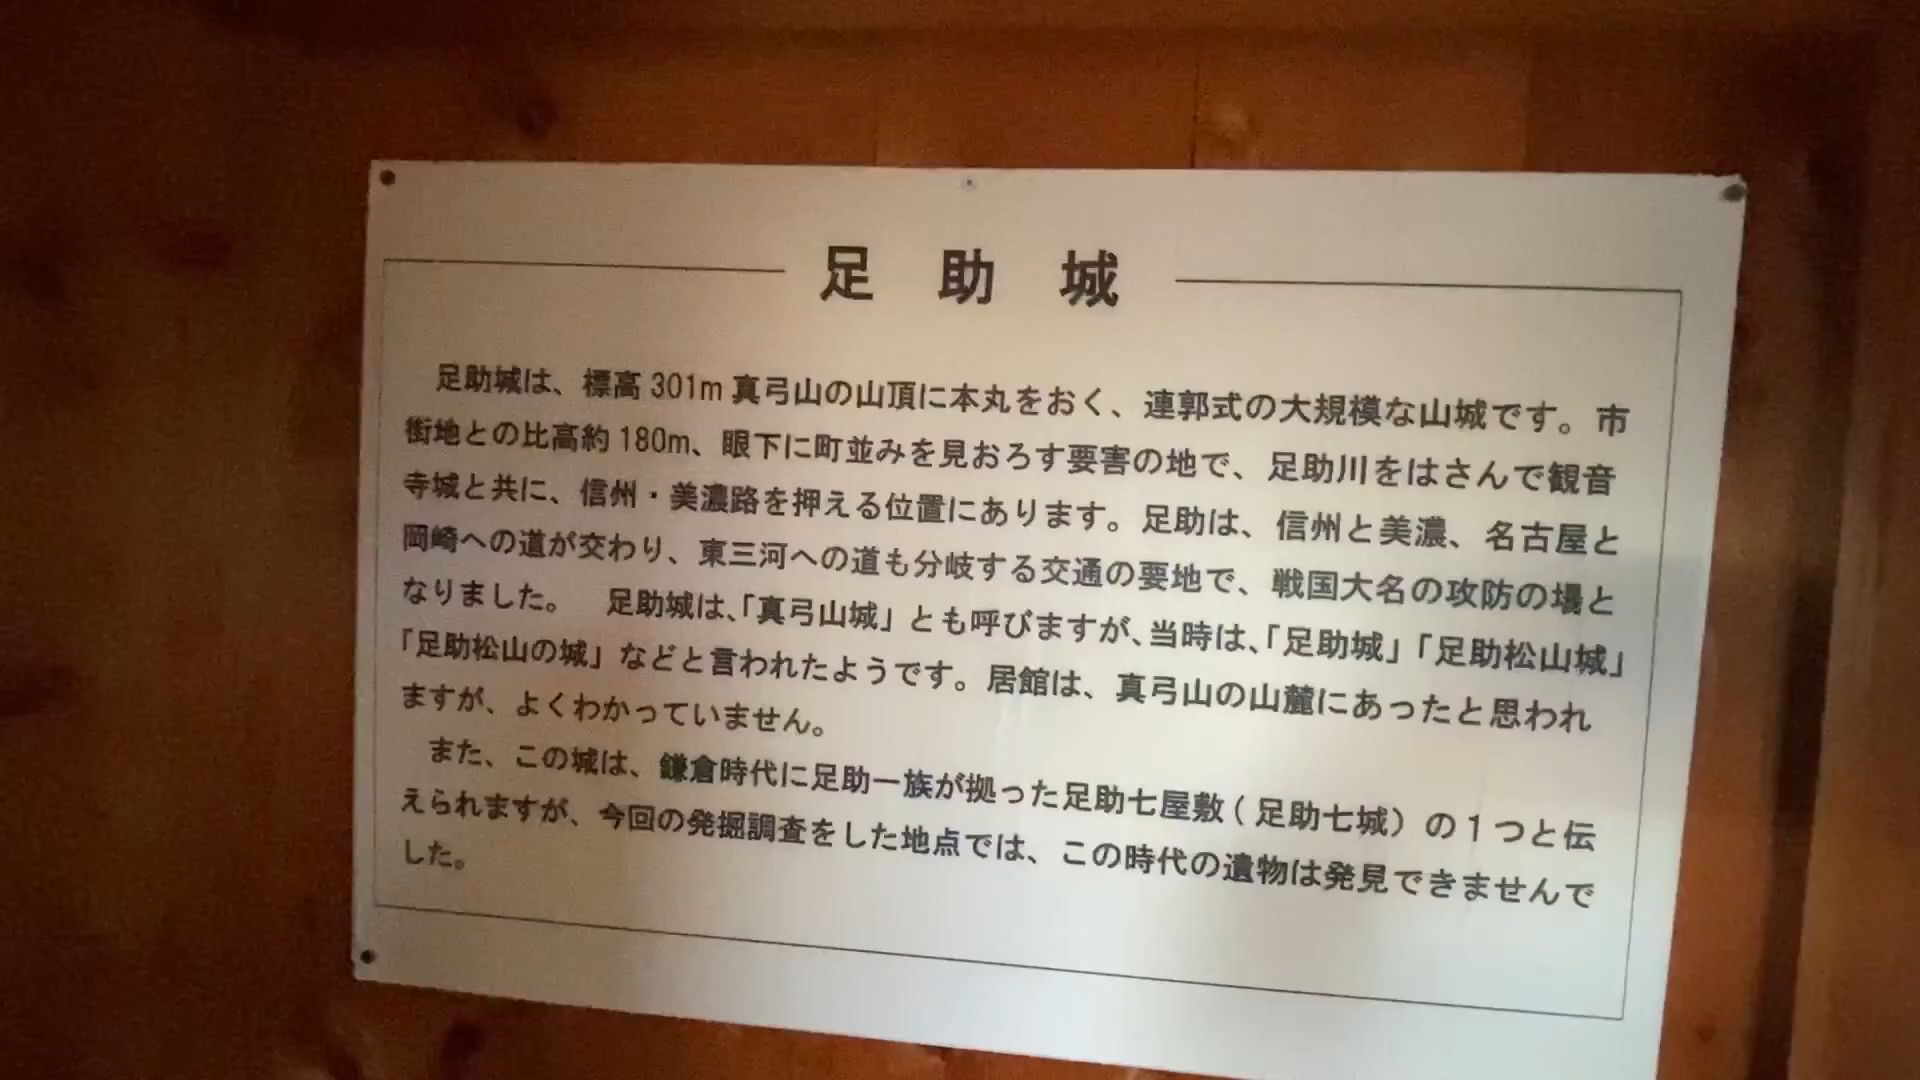 足助城
足助城は、標高301m真弓山の山頂に本丸をおく、連郭式の大規模な山城です。市
街地との比高約180m、眼下に町並みを見おろす要害の地で、足助川をはさんで観音
寺城と共に、信州・美濃路を押える位置にあります。足助は、信州と美濃、名古屋と
岡崎への道が交わり、東三河への道も分岐する交通の要地で、戦国大名の攻防の場と
なりました。　足助城は、「真弓山城」とも呼びますが、当時は、「足助城」「足助松山城」
「足助松山の城」などと言われたようです。居館は、真弓山の山麓にあったと思われ
ますが、よくわかっていません。
また、この城は、鎌倉時代に足助一族が拠った足助七屋敷(足助七城)の1つと伝
えられますが、今回の発掘調査をした地点では、この時代の遺物は発見できませんで
した。